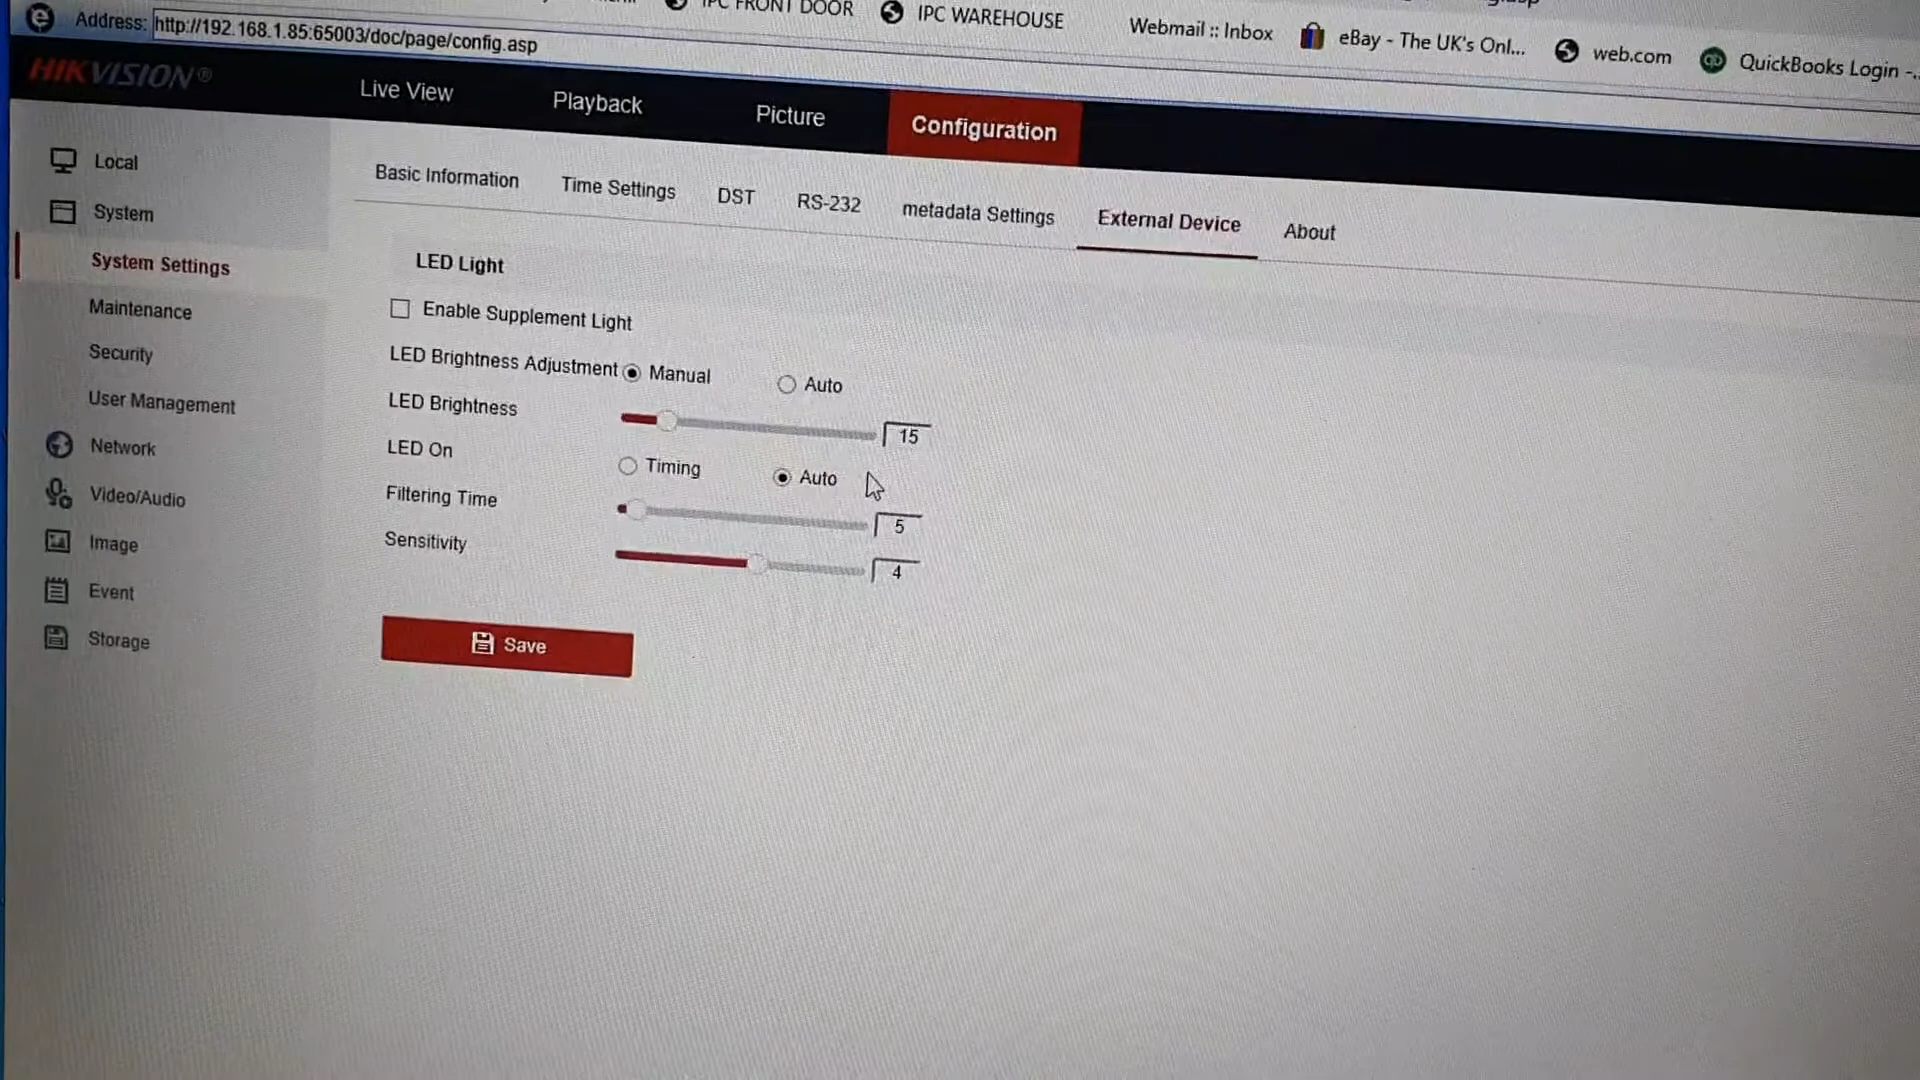 IPC FRONT DOOR
IPC WAREHOUSE
Webmail :: Inbox
eBay - The UK's Onl...
web.com
QuickBooks Login -...
Address: http://192.168.1.85:65003/doc/page/config.asp
HIKVISION®
Live View
Playback
Picture
Configuration
Local
System
System Settings
Maintenance
Security
User Management
Network
Video/Audio
Image
Event
Storage
Basic Information
Time Settings
DST
RS-232
metadata Settings
External Device
About
LED Light
Enable Supplement Light
LED Brightness Adjustment Manual Auto
LED Brightness 15
LED On Timing Auto
Filtering Time 5
Sensitivity 4
Save